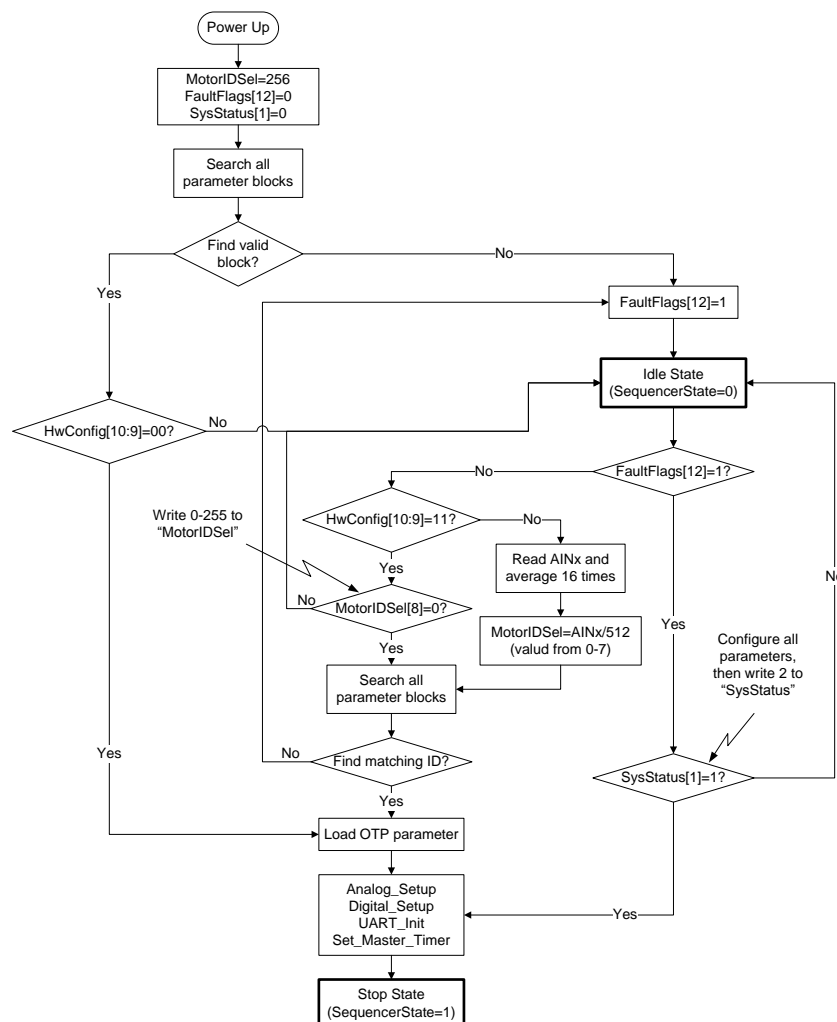 Power Up
MotorIDSel=256
FaultFlags[12]=0
SysStatus[1]=0
Search all
parameter blocks
Find valid
block?
No
Yes
FaultFlags[12]=1
Idle State
(SequencerState=0)
HwConfig[10:9]=00?
No
FaultFlags[12]=1?
No
HwConfig[10:9]=11?
No
Write 0-255 to
“MotorIDSel”
Read AINx and
average 16 times
Yes
No
MotorIDSel[8]=0?
No
Yes
MotorIDSel=AINx/512
(valud from 0-7)
Configure all
parameters,
then write 2 to
“SysStatus”
Yes
Search all
parameter blocks
Yes
No
Find matching ID?
SysStatus[1]=1?
Yes
Load OTP parameter
Analog_Setup
Digital_Setup
UART_Init
Set_Master_Timer
Yes
Stop State
(SequencerState=1)